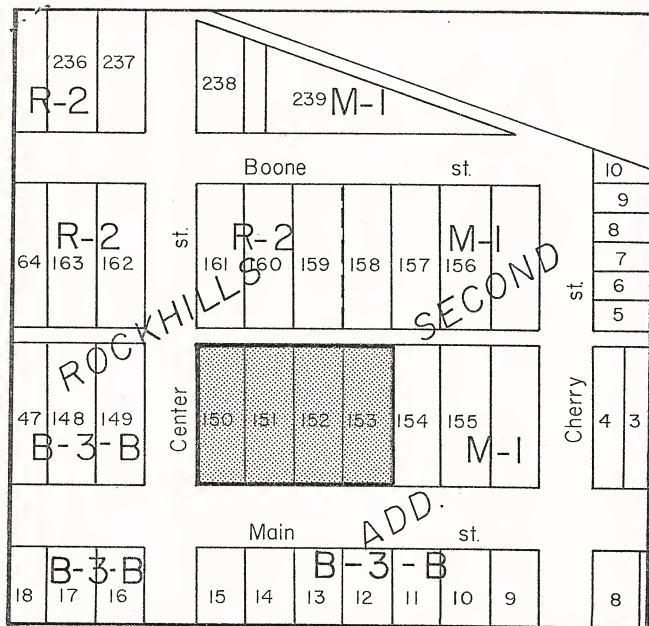 236 237
R-2
238
239 M-1
Boone st.
10
9
8
7
6
5
R-2
64 163 162
st.
R-2
161 160 159 158 157 156
M-1
ROCKHILLS SECOND ADD.
st.
Cherry
47 148 149
B-3-B
Center
150 151 152 153 154 155
M-1
4 3
Main st.
B-3-B
18 17 16
B-3-B
15 14 13 12 11 10 9
8